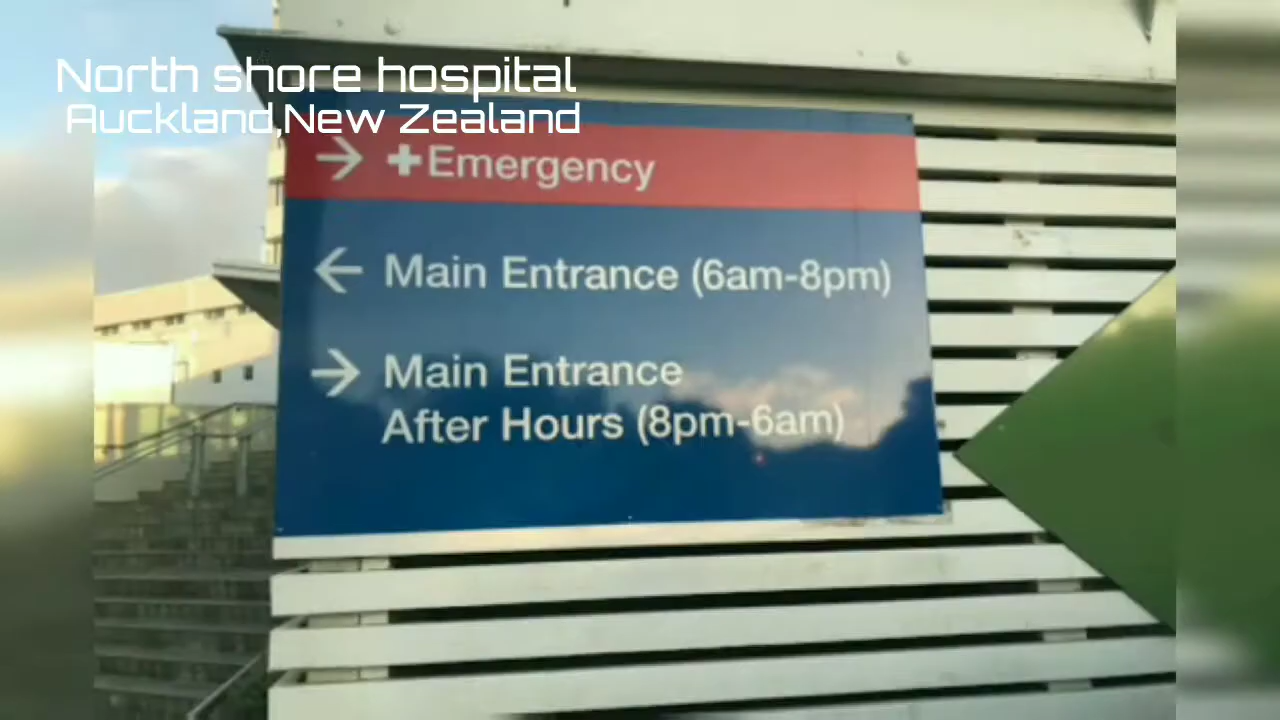 North shore hospital
Auckland,New Zealand
→ +Emergency
← Main Entrance (6am-8pm)
→ Main Entrance
After Hours (8pm-6am)